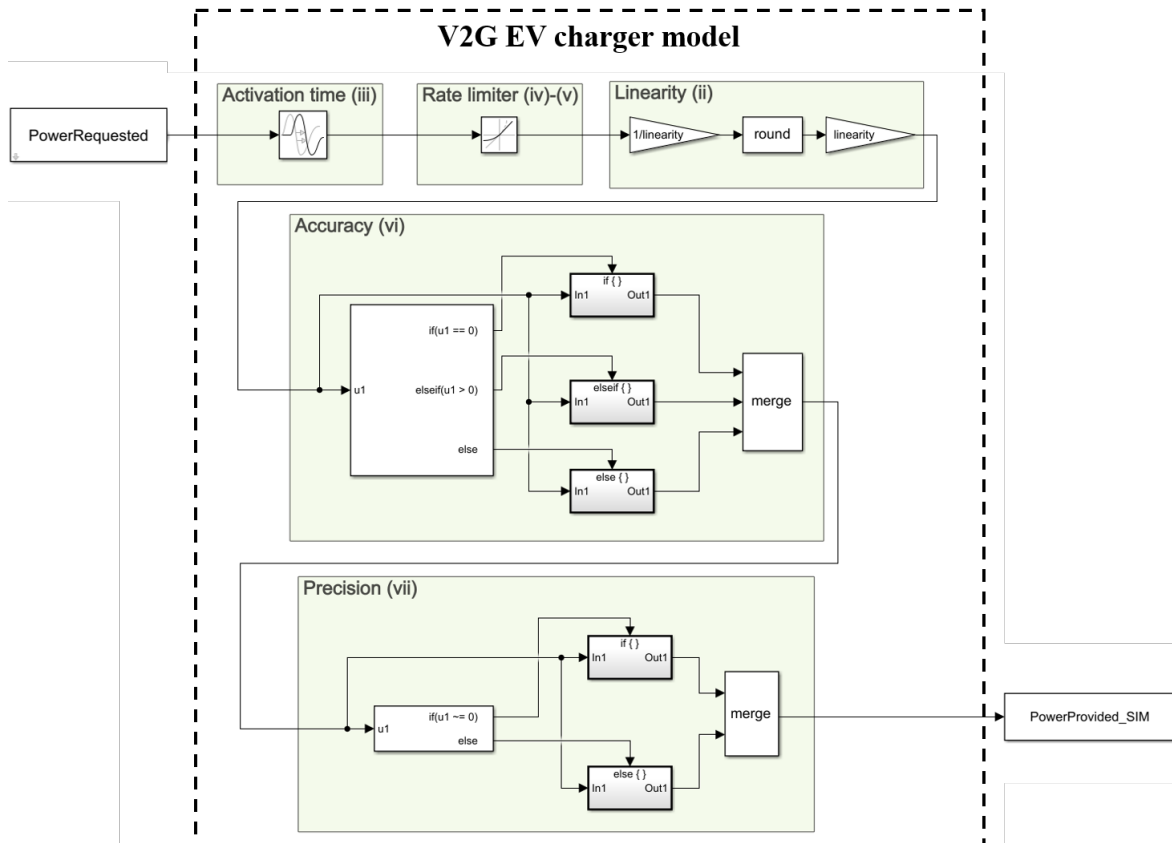 V2G EV charger model
Activation time (iii)
Rate limiter (iv)-(v)
Linearity (ii)
PowerRequested
1/linearity
round
linearity
Accuracy (vi)
if { }
In1
Out1
if(u1 == 0)
u1
elseif(u1 > 0)
elseif { }
In1
Out1
merge
else
else { }
In1
Out1
Precision (vii)
if { }
In1
Out1
if(u1 ~= 0)
u1
else
merge
PowerProvided_SIM
else { }
In1
Out1